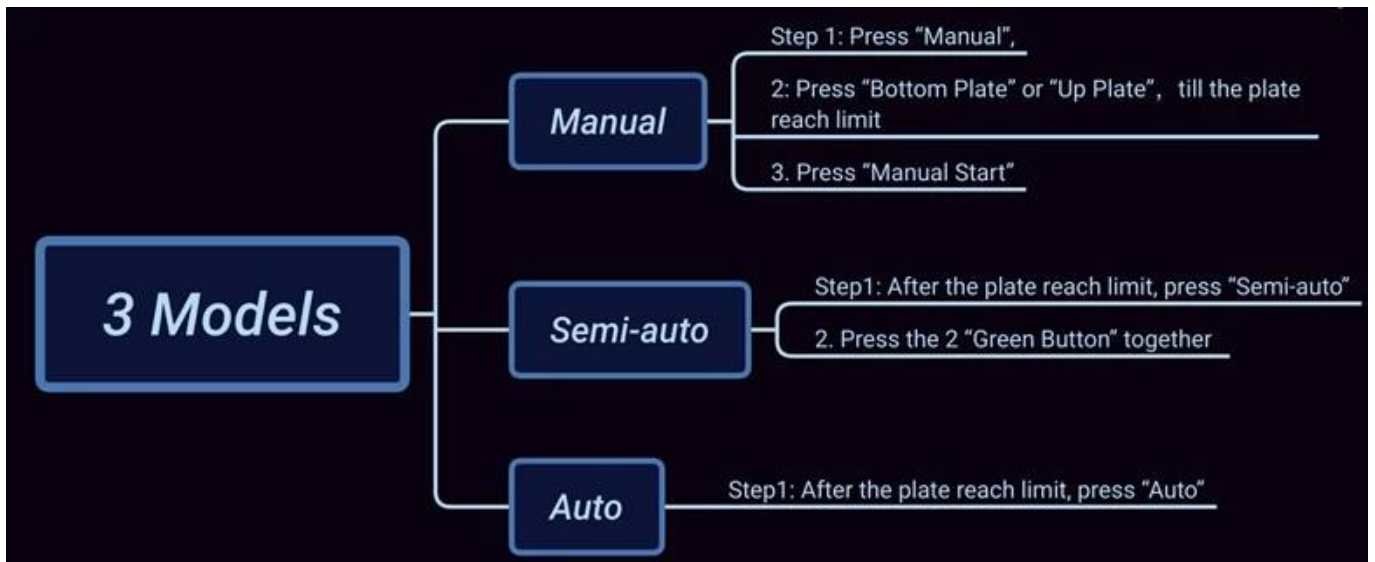 3 Models
Manual
Step 1: Press “Manual”,
2: Press “Bottom Plate” or “Up Plate”, till the plate
reach limit
3. Press “Manual Start”
Semi-auto
Step1: After the plate reach limit, press “Semi-auto”
2. Press the 2 “Green Button” together
Auto
Step1: After the plate reach limit, press “Auto”